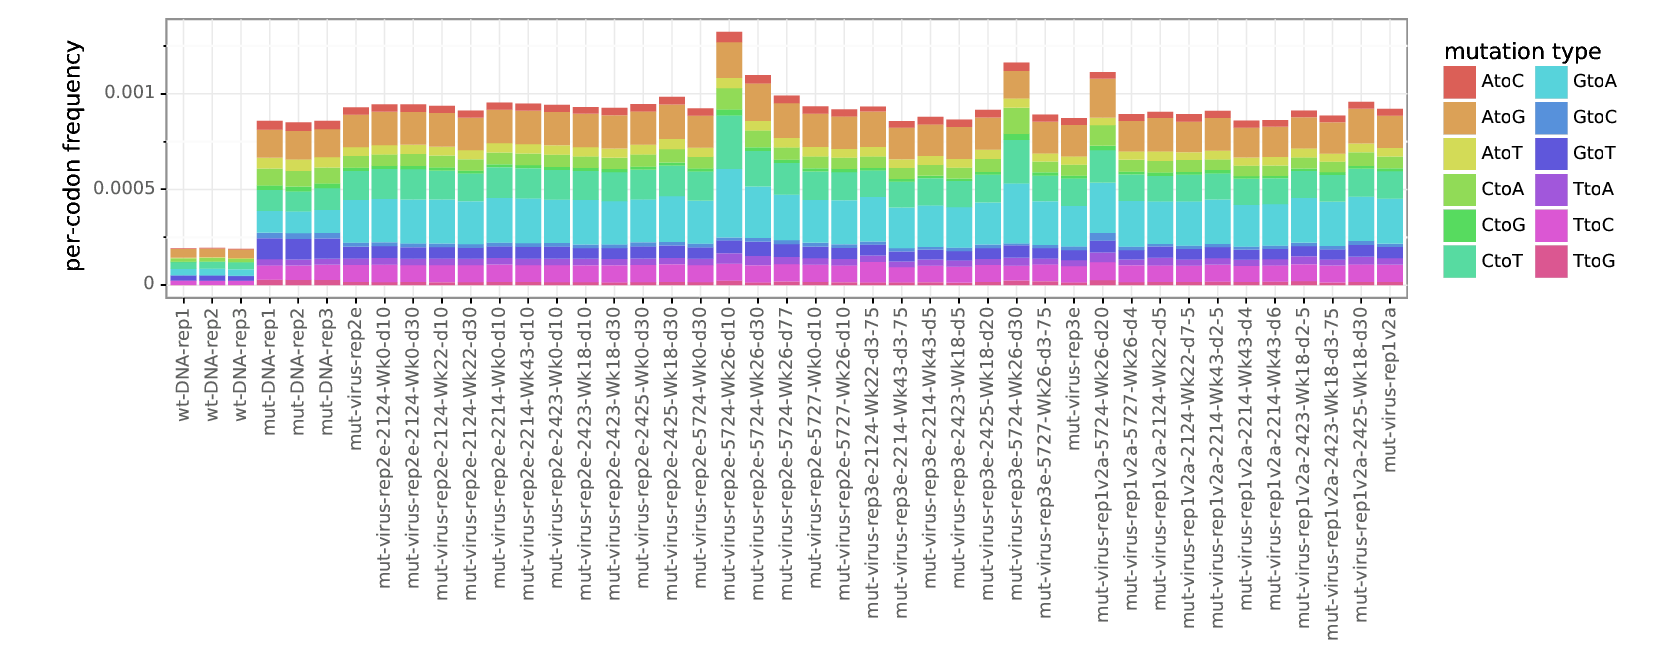 per-codon frequency
0.001
0.0005
0
wt-DNA-rep1
wt-DNA-rep2
wt-DNA-rep3
mut-DNA-rep1
mut-DNA-rep2
mut-DNA-rep3
mut-virus-rep2e
mut-virus-rep2e-2124-Wk0-d10
mut-virus-rep2e-2124-Wk0-d30
mut-virus-rep2e-2124-Wk22-d10
mut-virus-rep2e-2124-Wk22-d30
mut-virus-rep2e-2214-Wk0-d10
mut-virus-rep2e-2214-Wk43-d10
mut-virus-rep2e-2423-Wk0-d10
mut-virus-rep2e-2423-Wk18-d10
mut-virus-rep2e-2423-Wk18-d30
mut-virus-rep2e-2425-Wk0-d30
mut-virus-rep2e-2425-Wk18-d30
mut-virus-rep2e-5724-Wk0-d30
mut-virus-rep2e-5724-Wk26-d10
mut-virus-rep2e-5724-Wk26-d30
mut-virus-rep2e-5724-Wk26-d77
mut-virus-rep2e-5727-Wk0-d10
mut-virus-rep2e-5727-Wk26-d10
mut-virus-rep3e-2124-Wk22-d3-75
mut-virus-rep3e-2214-Wk43-d3-75
mut-virus-rep3e-2214-Wk43-d5
mut-virus-rep3e-2423-Wk18-d5
mut-virus-rep3e-2425-Wk18-d20
mut-virus-rep3e-5724-Wk26-d30
mut-virus-rep3e-5727-Wk26-d3-75
mut-virus-rep3e
mut-virus-rep1v2a-5724-Wk26-d20
mut-virus-rep1v2a-5727-Wk26-d4
mut-virus-rep1v2a-2124-Wk22-d5
mut-virus-rep1v2a-2124-Wk22-d7-5
mut-virus-rep1v2a-2214-Wk43-d2-5
mut-virus-rep1v2a-2214-Wk43-d4
mut-virus-rep1v2a-2214-Wk43-d6
mut-virus-rep1v2a-2423-Wk18-d2-5
mut-virus-rep1v2a-2423-Wk18-d3-75
mut-virus-rep1v2a-2425-Wk18-d30
mut-virus-rep1v2a
mutation type
AtoC
AtoG
AtoT
CtoA
CtoG
CtoT
GtoA
GtoC
GtoT
TtoA
TtoC
TtoG